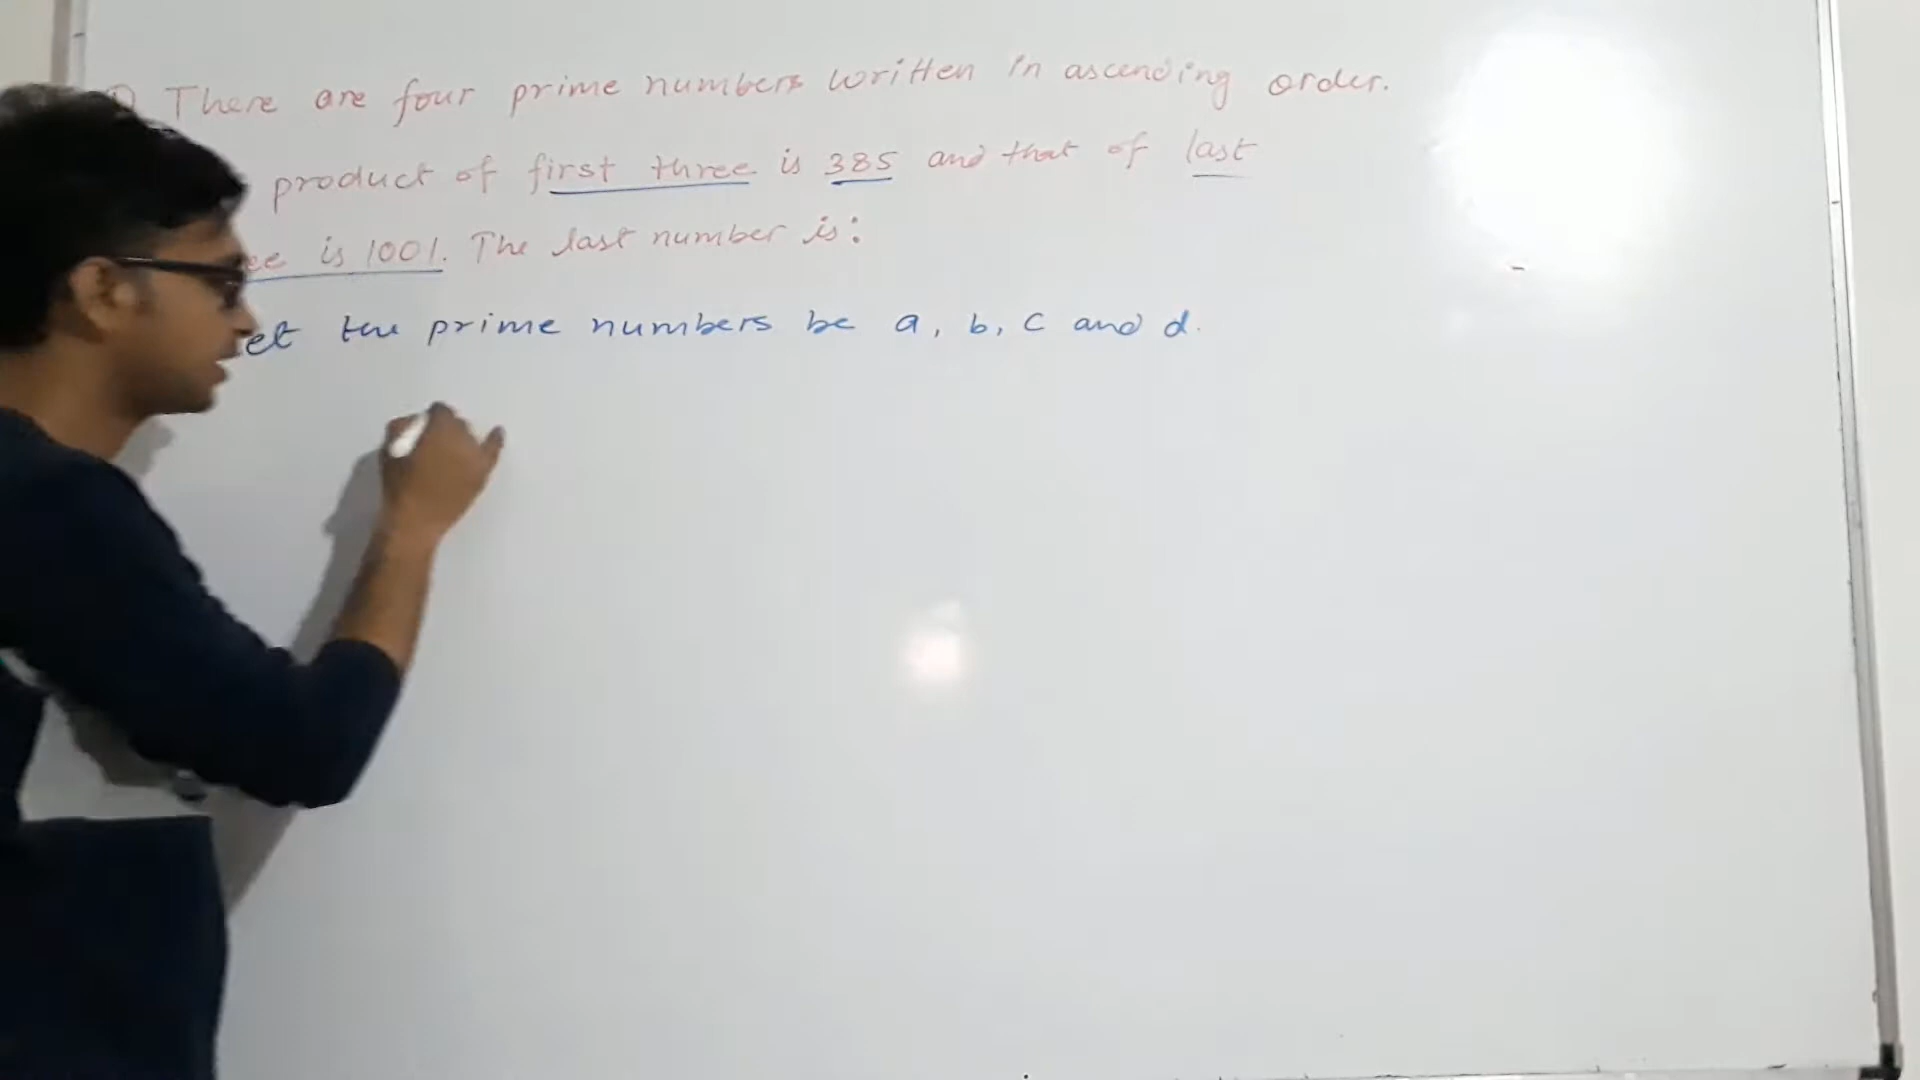 There are four prime numbers written in ascending order.
product of first three is 385 and that of last
ee is 1001. The last number is:
et the prime numbers be a, b, c and d.